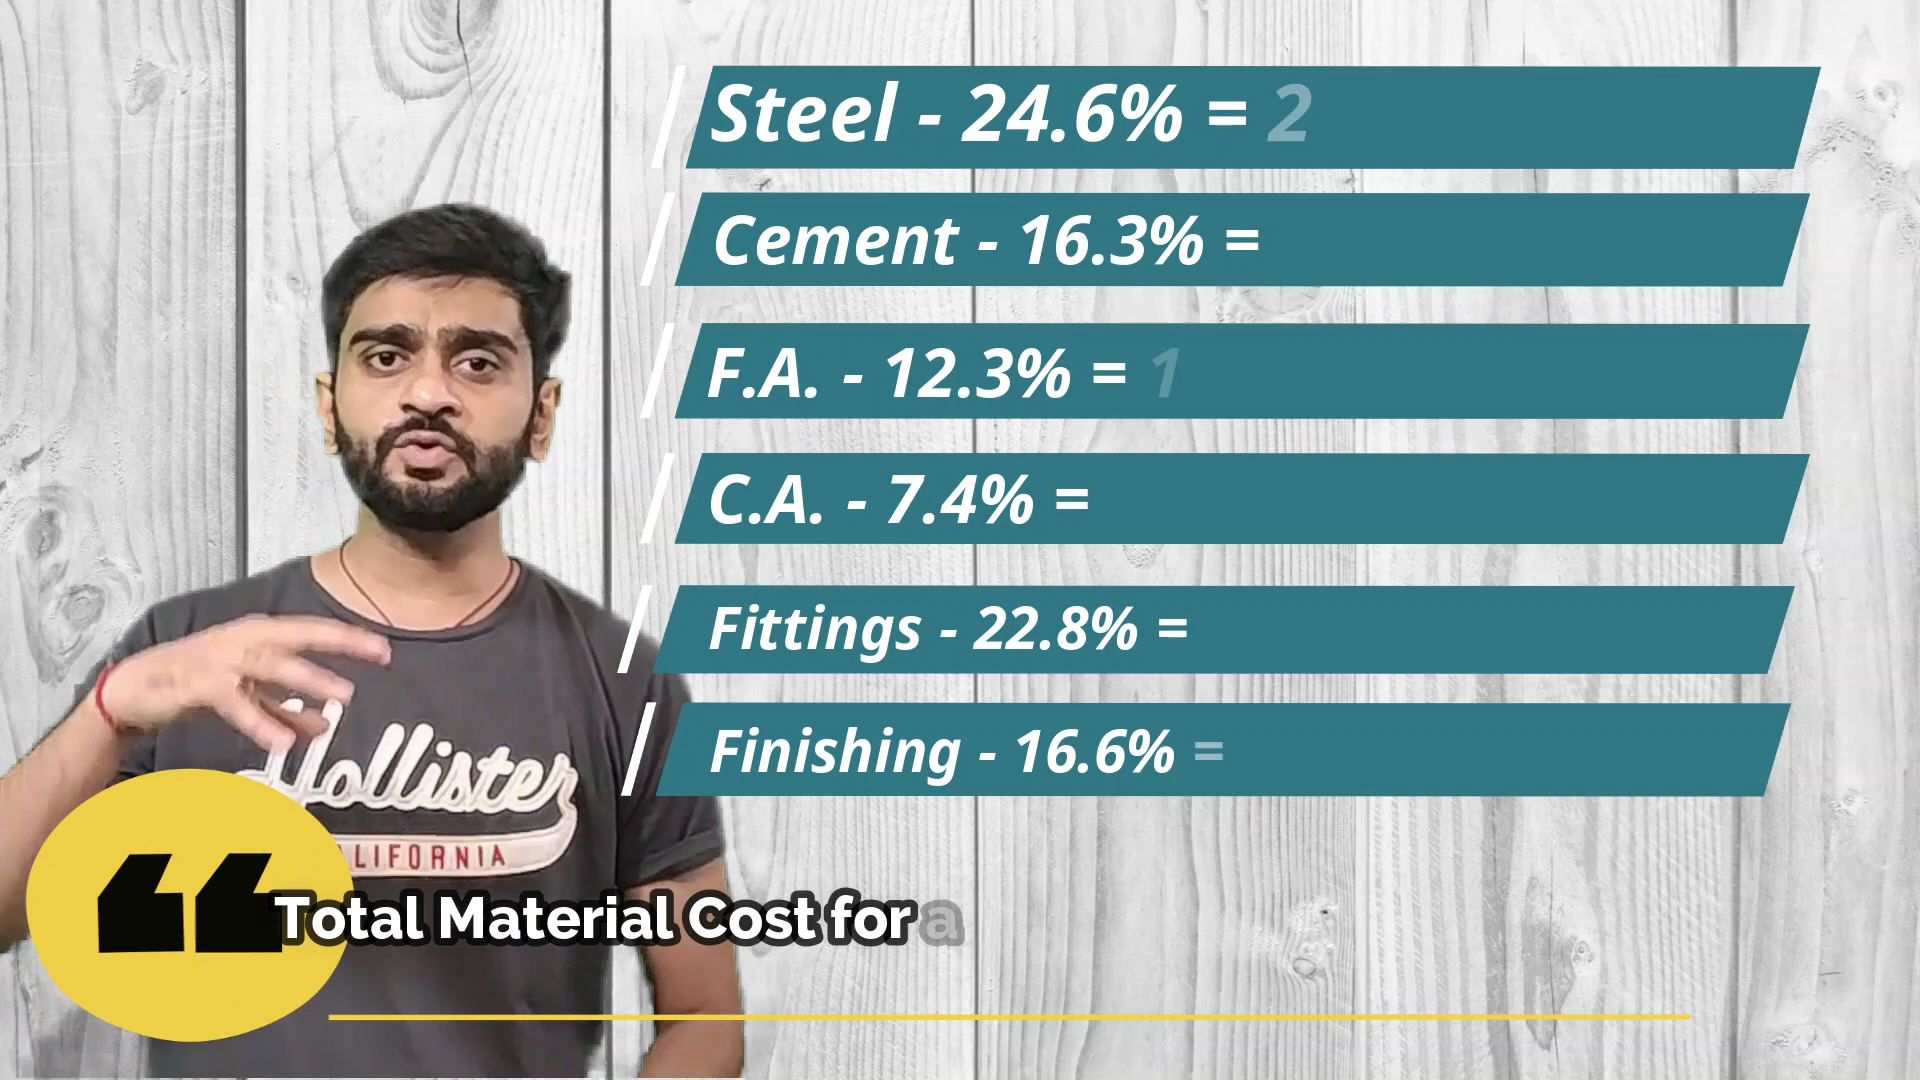 Steel - 24.6% = 2
Cement - 16.3% =
F.A. - 12.3% = 1
C.A. - 7.4% =
Fittings - 22.8% =
Finishing - 16.6% =
Hollister
LIFORNIA
Total Material Cost for a